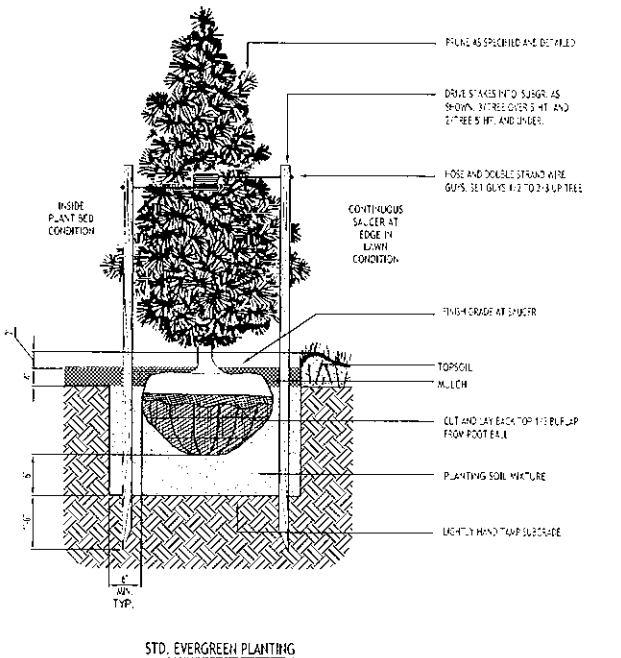 PRUNE AS SPECIFIED AND DETAILED
DRIVE STAKES INTO SUBGR. AS
SHOWN. 3/TREE OVER 5' HT. AND
2/TREE 5' HT. AND UNDER.
HOSE AND DOUBLE STRAND WIRE
GUYS. SET GUYS 1/2 TO 2/3 UP TREE
INSIDE
PLANT BED
CONDITION
CONTINUOUS
SAUCER AT
EDGE IN
LAWN
CONDITION
FINISH GRADE AT SAUCER
TOPSOIL
MULCH
CUT AND LAY BACK TOP 1/3 BURLAP
FROM ROOT BALL
PLANTING SOIL MIXTURE
LIGHTLY HAND TAMP SUBGRADE
2"
6"
6"
MIN.
TYP.
STD. EVERGREEN PLANTING